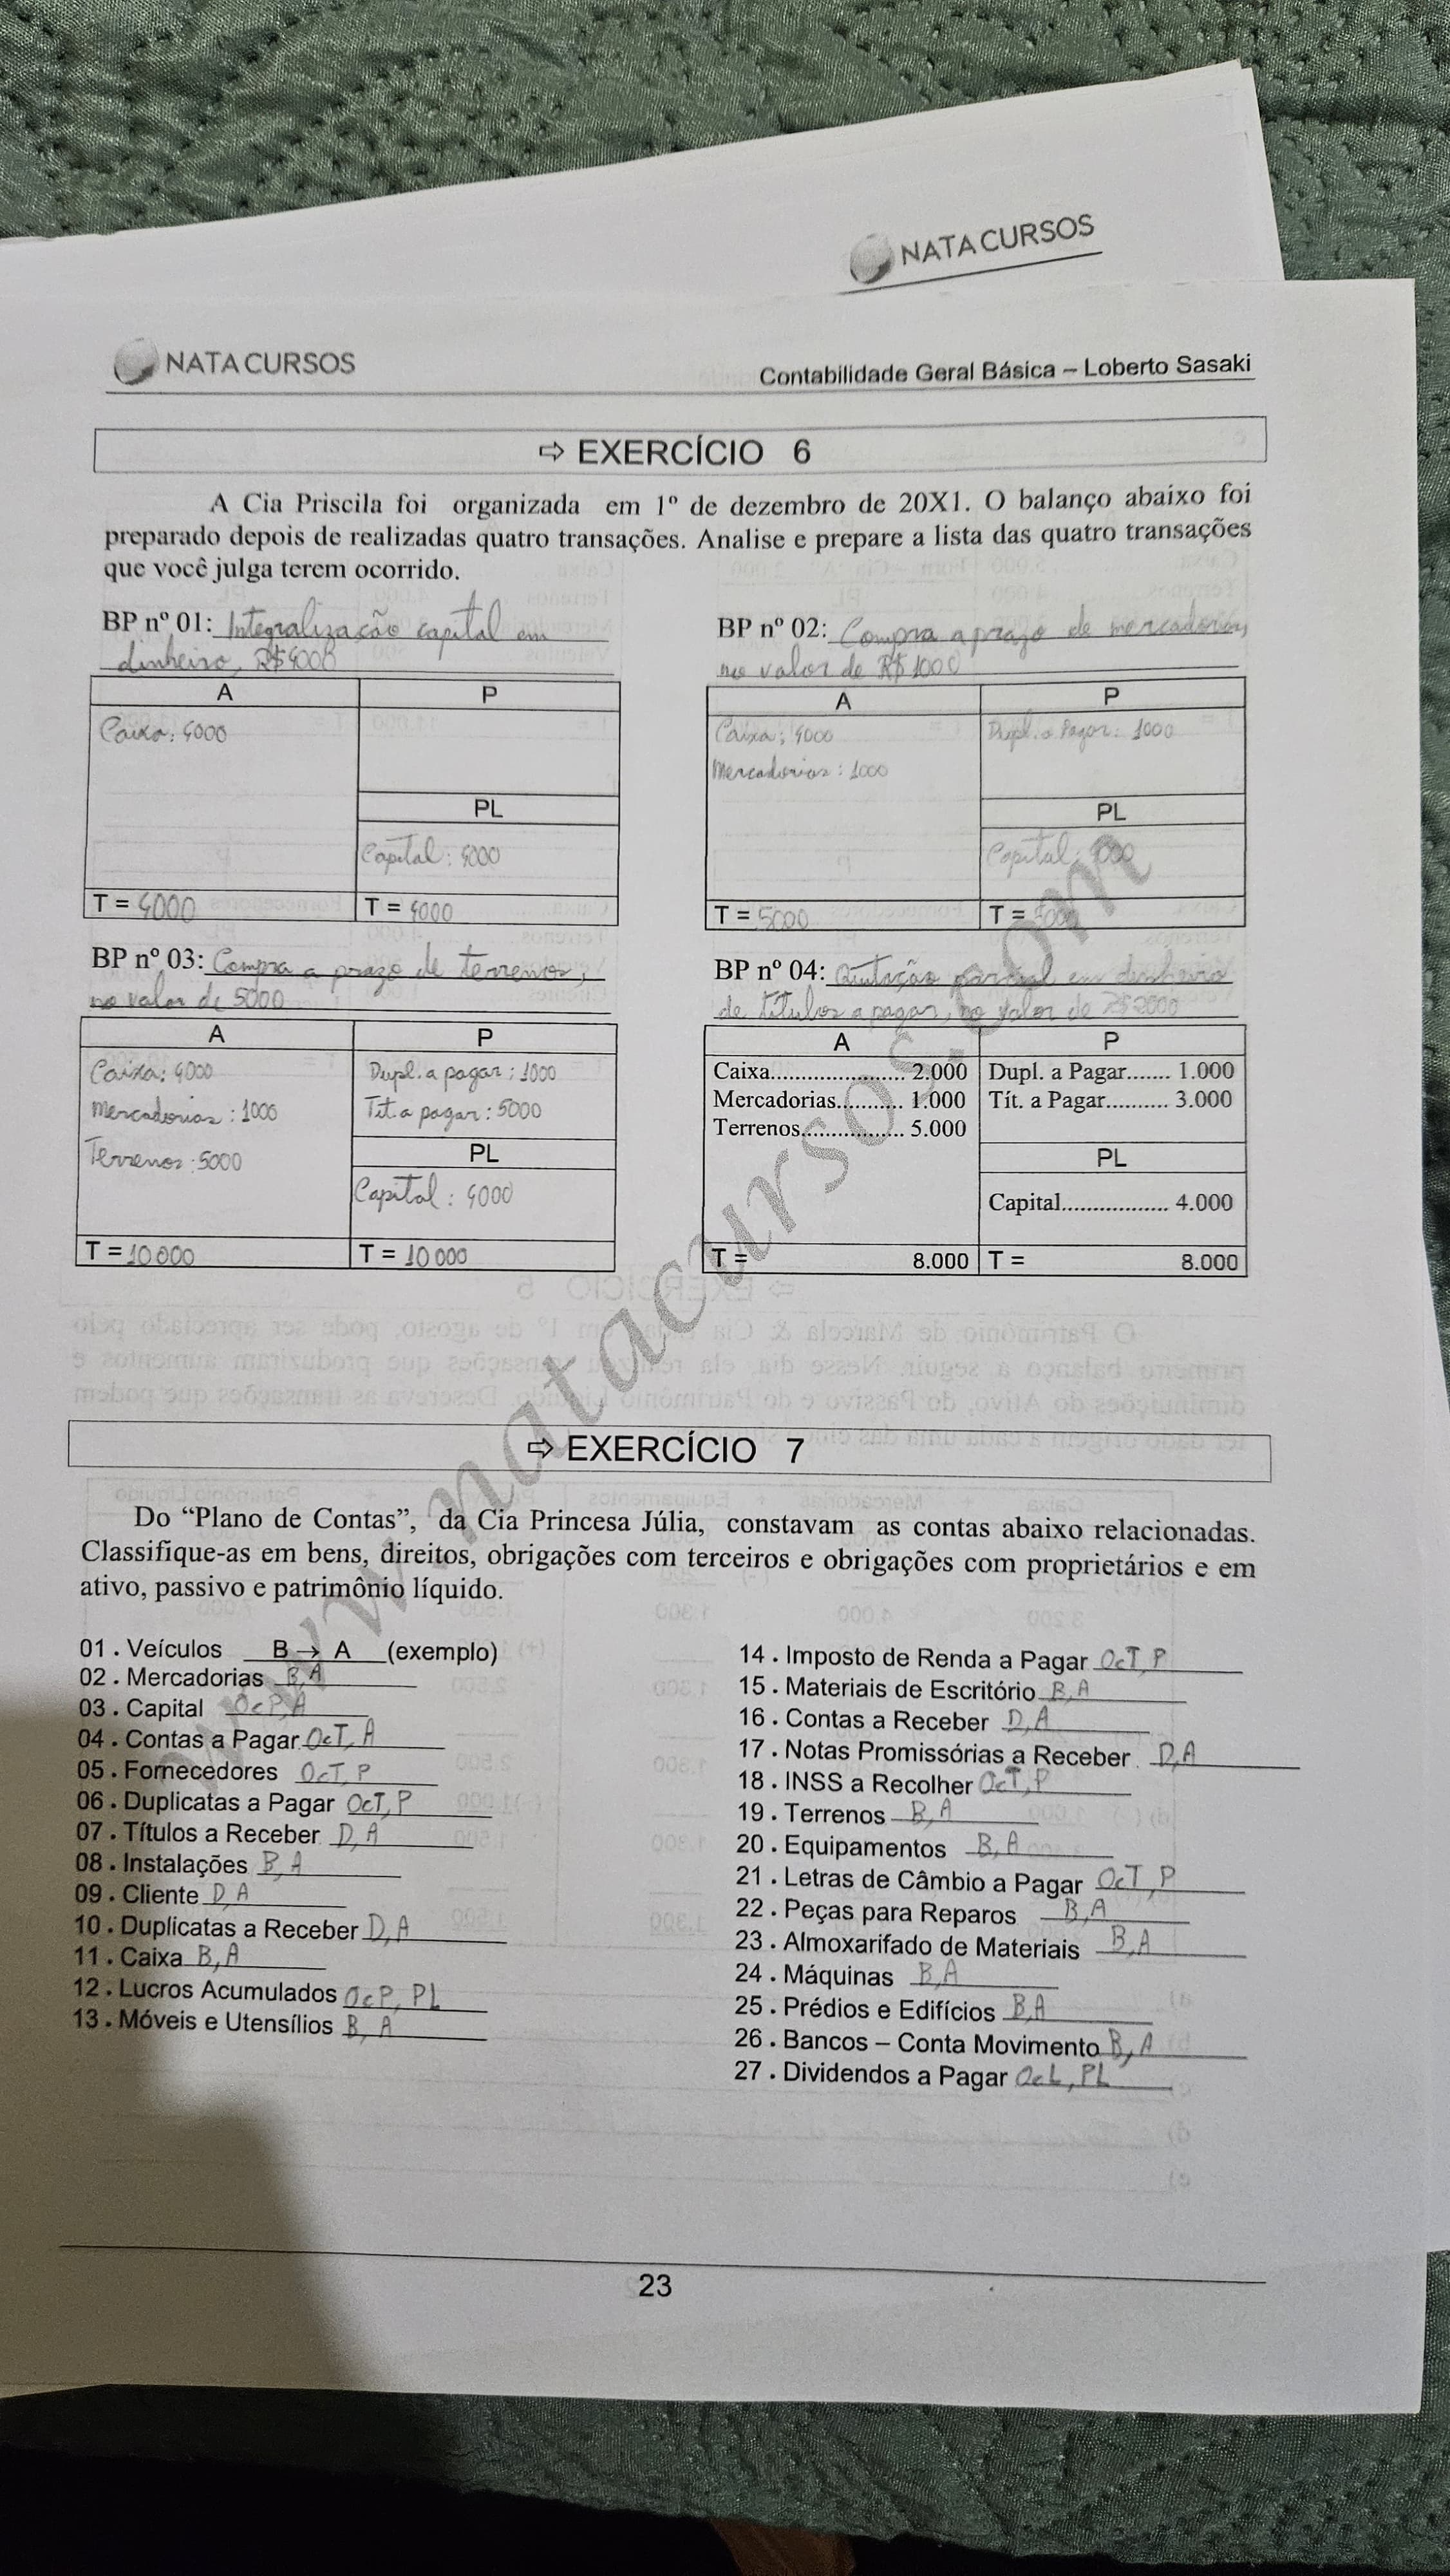 NATA CURSOS
NATA CURSOS
Contabilidade Geral Básica – Loberto Sasaki
⇨ EXERCÍCIO 6
A Cia Priscila foi organizada em 1º de dezembro de 20X1. O balanço abaixo foi
preparado depois de realizadas quatro transações. Analise e prepare a lista das quatro transações
que você julga terem ocorrido.
BP nº 01: Integralização capital em
dinheiro, R$4000
A P
Caixa: 4000
PL
Capital: 4000
T = 4000 T = 4000
BP nº 02: Compra a prazo de mercadorias,
no valor de R$ 1000
A P
Caixa: 4000 Dupl. a Pagar: 1000
Mercadorias: 1000
PL
Capital: 4000
T = 5000 T = 5000
BP nº 03: Compra a prazo de terrenos,
no valor de 5000
A P
Caixa: 4000 Dupl. a pagar: 1000
Mercadorias: 1000 Tit. a pagar: 5000
Terrenos: 5000 PL
Capital: 4000
T = 10 000 T = 10 000
BP nº 04: Quitação parcial em dinheiro
de títulos a pagar, no valor de R$ 2000
A P
Caixa...................... 2.000 Dupl. a Pagar....... 1.000
Mercadorias........... 1.000 Tít. a Pagar.......... 3.000
Terrenos................. 5.000
PL
Capital................. 4.000
T = 8.000 T = 8.000
⇨ EXERCÍCIO 7
Do “Plano de Contas”, da Cia Princesa Júlia, constavam as contas abaixo relacionadas.
Classifique-as em bens, direitos, obrigações com terceiros e obrigações com proprietários e em
ativo, passivo e patrimônio líquido.
01 . Veículos B → A (exemplo)
02 . Mercadorias B, A
03 . Capital OcP, A
04 . Contas a Pagar OcT, A
05 . Fornecedores OcT, P
06 . Duplicatas a Pagar OcT, P
07 . Títulos a Receber D, A
08 . Instalações B, A
09 . Cliente D, A
10 . Duplicatas a Receber D, A
11 . Caixa B, A
12 . Lucros Acumulados OcP, PL
13 . Móveis e Utensílios B, A
14 . Imposto de Renda a Pagar OcT, P
15 . Materiais de Escritório B, A
16 . Contas a Receber D, A
17 . Notas Promissórias a Receber D, A
18 . INSS a Recolher OcT, P
19 . Terrenos B, A
20 . Equipamentos B, A
21 . Letras de Câmbio a Pagar OcT, P
22 . Peças para Reparos B, A
23 . Almoxarifado de Materiais B, A
24 . Máquinas B, A
25 . Prédios e Edifícios B, A
26 . Bancos – Conta Movimento B, A
27 . Dividendos a Pagar OcL, PL
www.natacursos.com
23